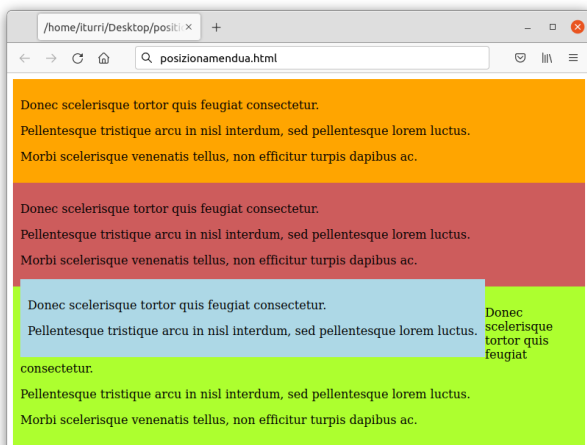 /home/iturri/Desktop/positi
posizionamendua.html
Donec scelerisque tortor quis feugiat consectetur.
Pellentesque tristique arcu in nisl interdum, sed pellentesque lorem luctus.
Morbi scelerisque venenatis tellus, non efficitur turpis dapibus ac.
Donec scelerisque tortor quis feugiat consectetur.
Pellentesque tristique arcu in nisl interdum, sed pellentesque lorem luctus.
Morbi scelerisque venenatis tellus, non efficitur turpis dapibus ac.
Donec scelerisque tortor quis feugiat consectetur.
Pellentesque tristique arcu in nisl interdum, sed pellentesque lorem luctus.
Donec
scelerisque
tortor quis
feugiat
consectetur.
Pellentesque tristique arcu in nisl interdum, sed pellentesque lorem luctus.
Morbi scelerisque venenatis tellus, non efficitur turpis dapibus ac.